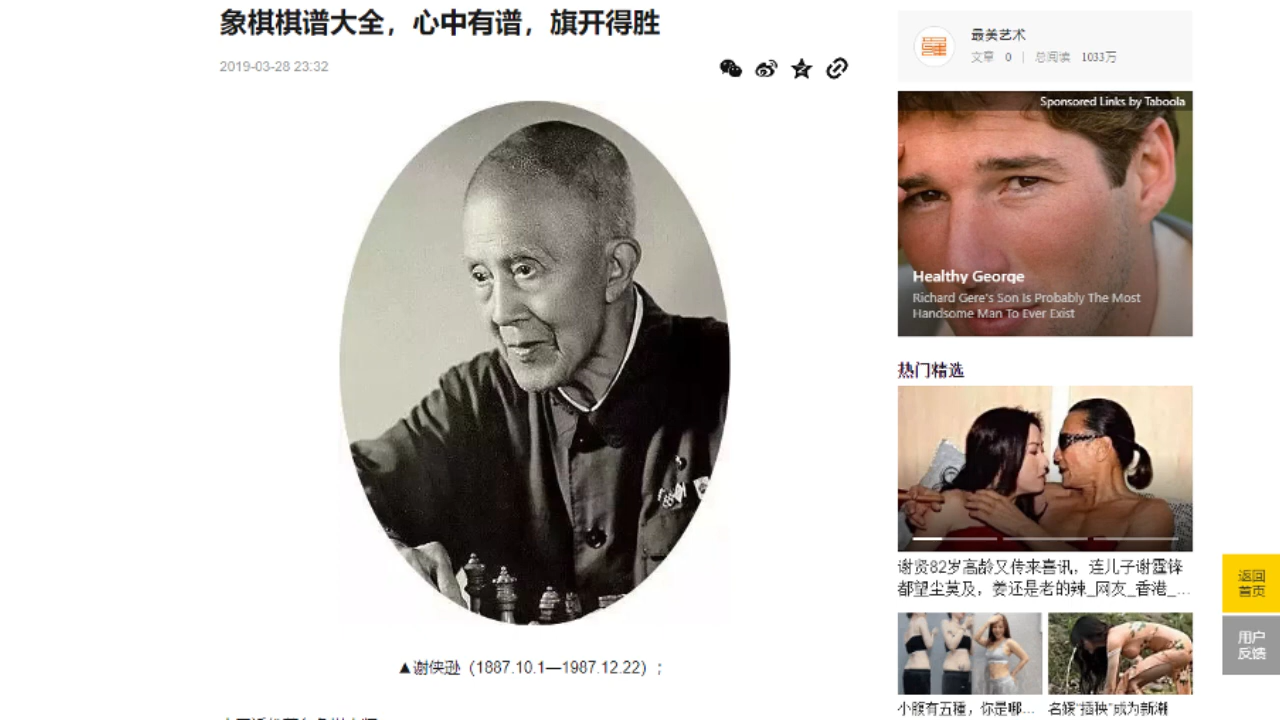 象棋棋谱大全，心中有谱，旗开得胜
2019-03-28 23:32
▲谢侠逊（1887.10.1—1987.12.22）；
最美艺术
文章 0 | 总阅读 1033万
Sponsored Links by Taboola
Healthy George
Richard Gere's Son Is Probably The Most
Handsome Man To Ever Exist
热门精选
谢贤82岁高龄又传来喜讯，连儿子谢霆锋
都望尘莫及，姜还是老的辣_网友_香港_...
小腹有五種，你是哪...
名媛“插秧”成为新潮
返回
首页
用户
反馈